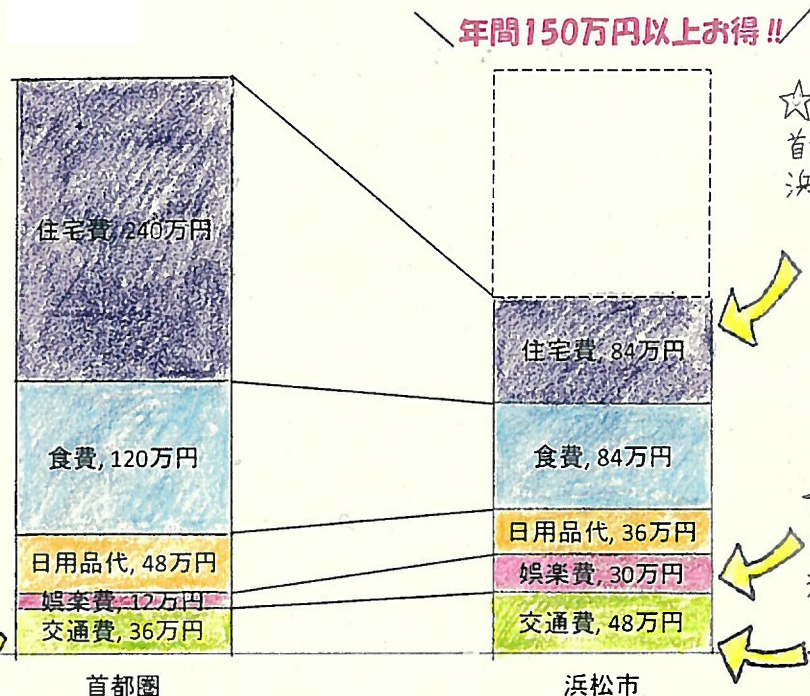 年間150万円以上お得!!
住宅費, 240万円
食費, 120万円
日用品代, 48万円
娯楽費, 12万円
交通費, 36万円
首都圏
住宅費, 84万円
食費, 84万円
日用品代, 36万円
娯楽費, 30万円
交通費, 48万円
浜松市
☆
首
浜